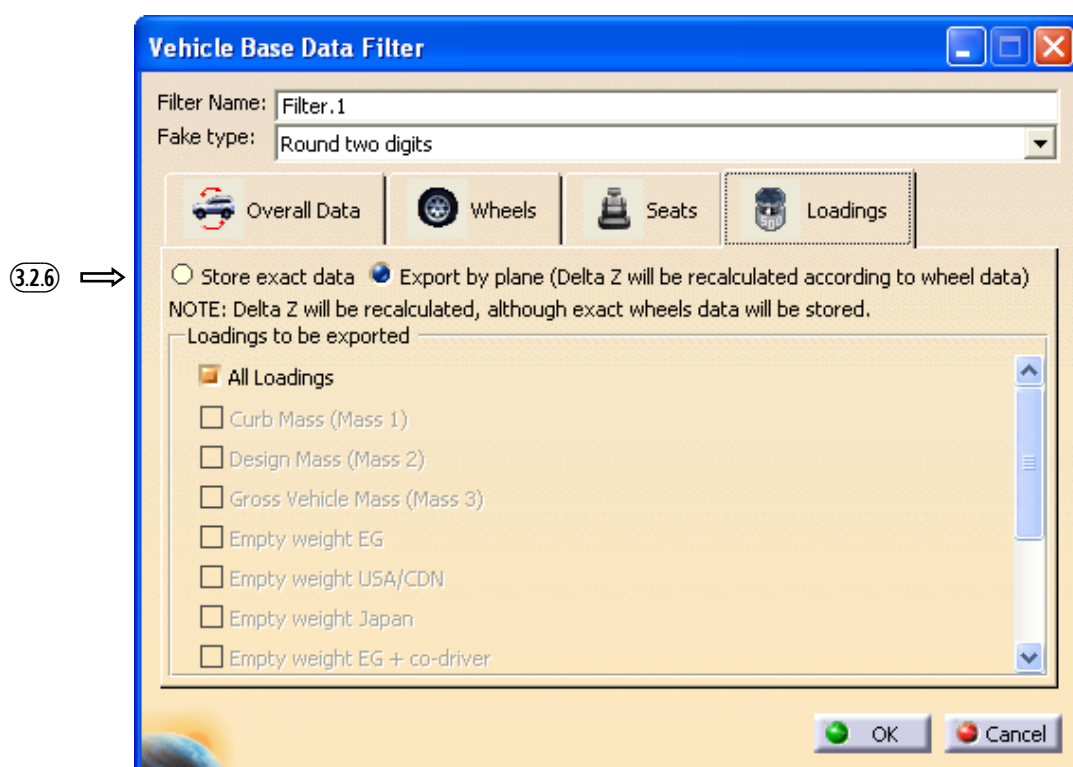 Vehicle Base Data Filter
Filter Name: Filter.1
Fake type: Round two digits
Overall Data Wheels Seats Loadings
3.2.6 Store exact data Export by plane (Delta Z will be recalculated according to wheel data)
NOTE: Delta Z will be recalculated, although exact wheels data will be stored.
Loadings to be exported
All Loadings
Curb Mass (Mass 1)
Design Mass (Mass 2)
Gross Vehicle Mass (Mass 3)
Empty weight EG
Empty weight USA/CDN
Empty weight Japan
Empty weight EG + co-driver
OK Cancel